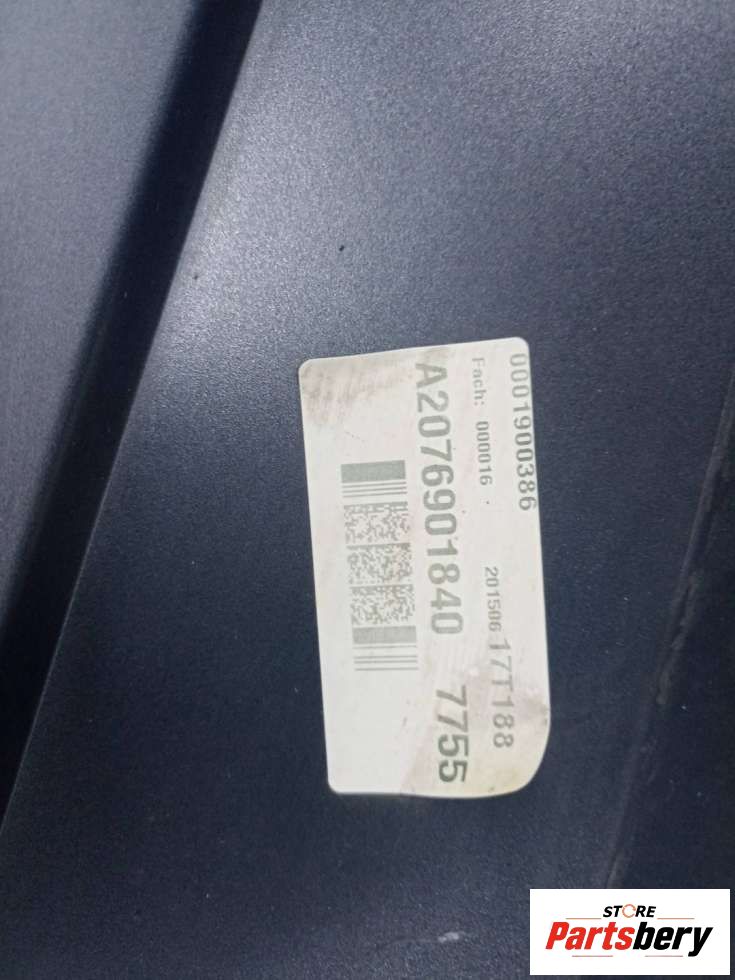 0001900386
Fach: 000016
201506 17T188
A2076901840 7755
STORE
Partsbery